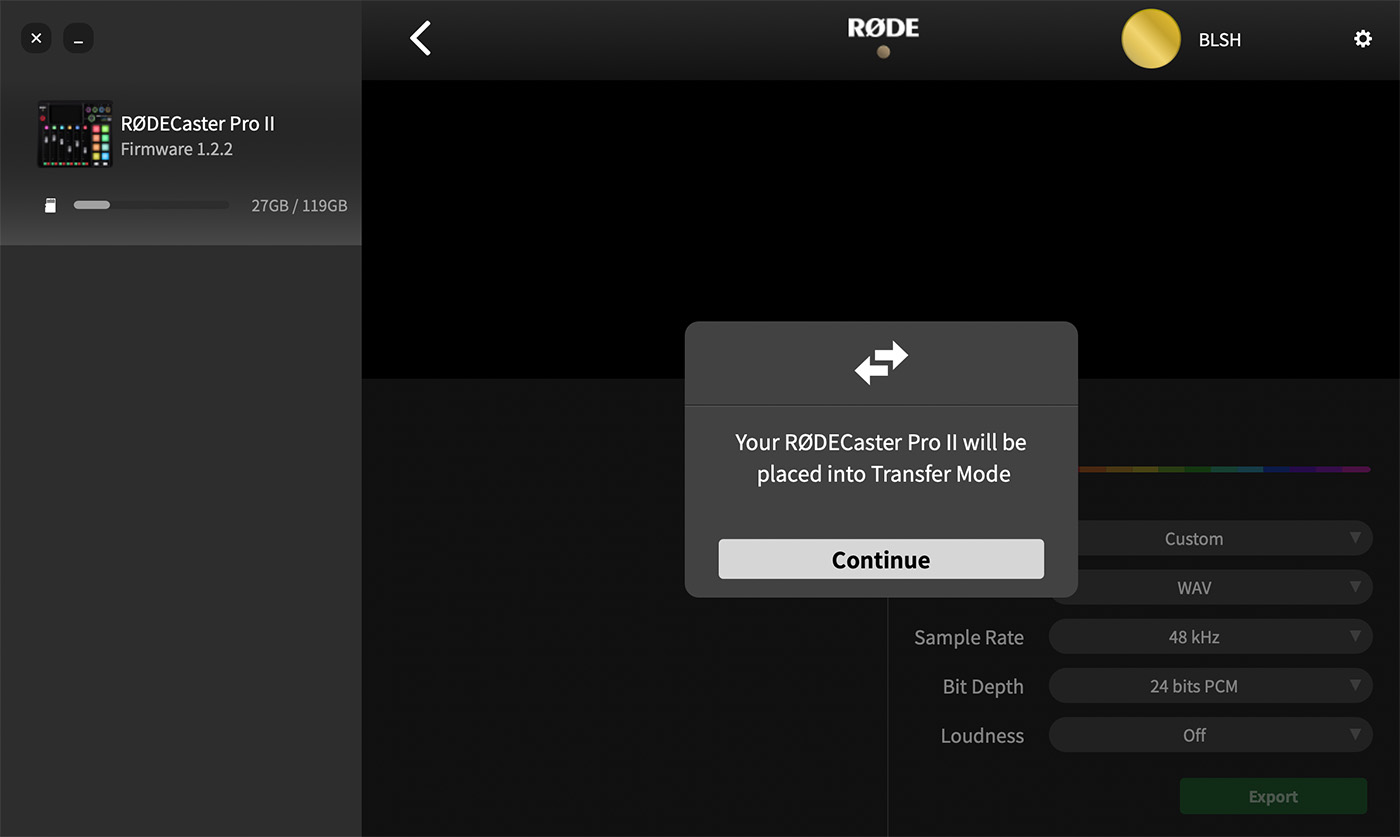 RØDE
BLSH
RØDECaster Pro II
Firmware 1.2.2
27GB / 119GB
Your RØDECaster Pro II will be
placed into Transfer Mode
Continue
Custom
WAV
Sample Rate 48 kHz
Bit Depth 24 bits PCM
Loudness Off
Export